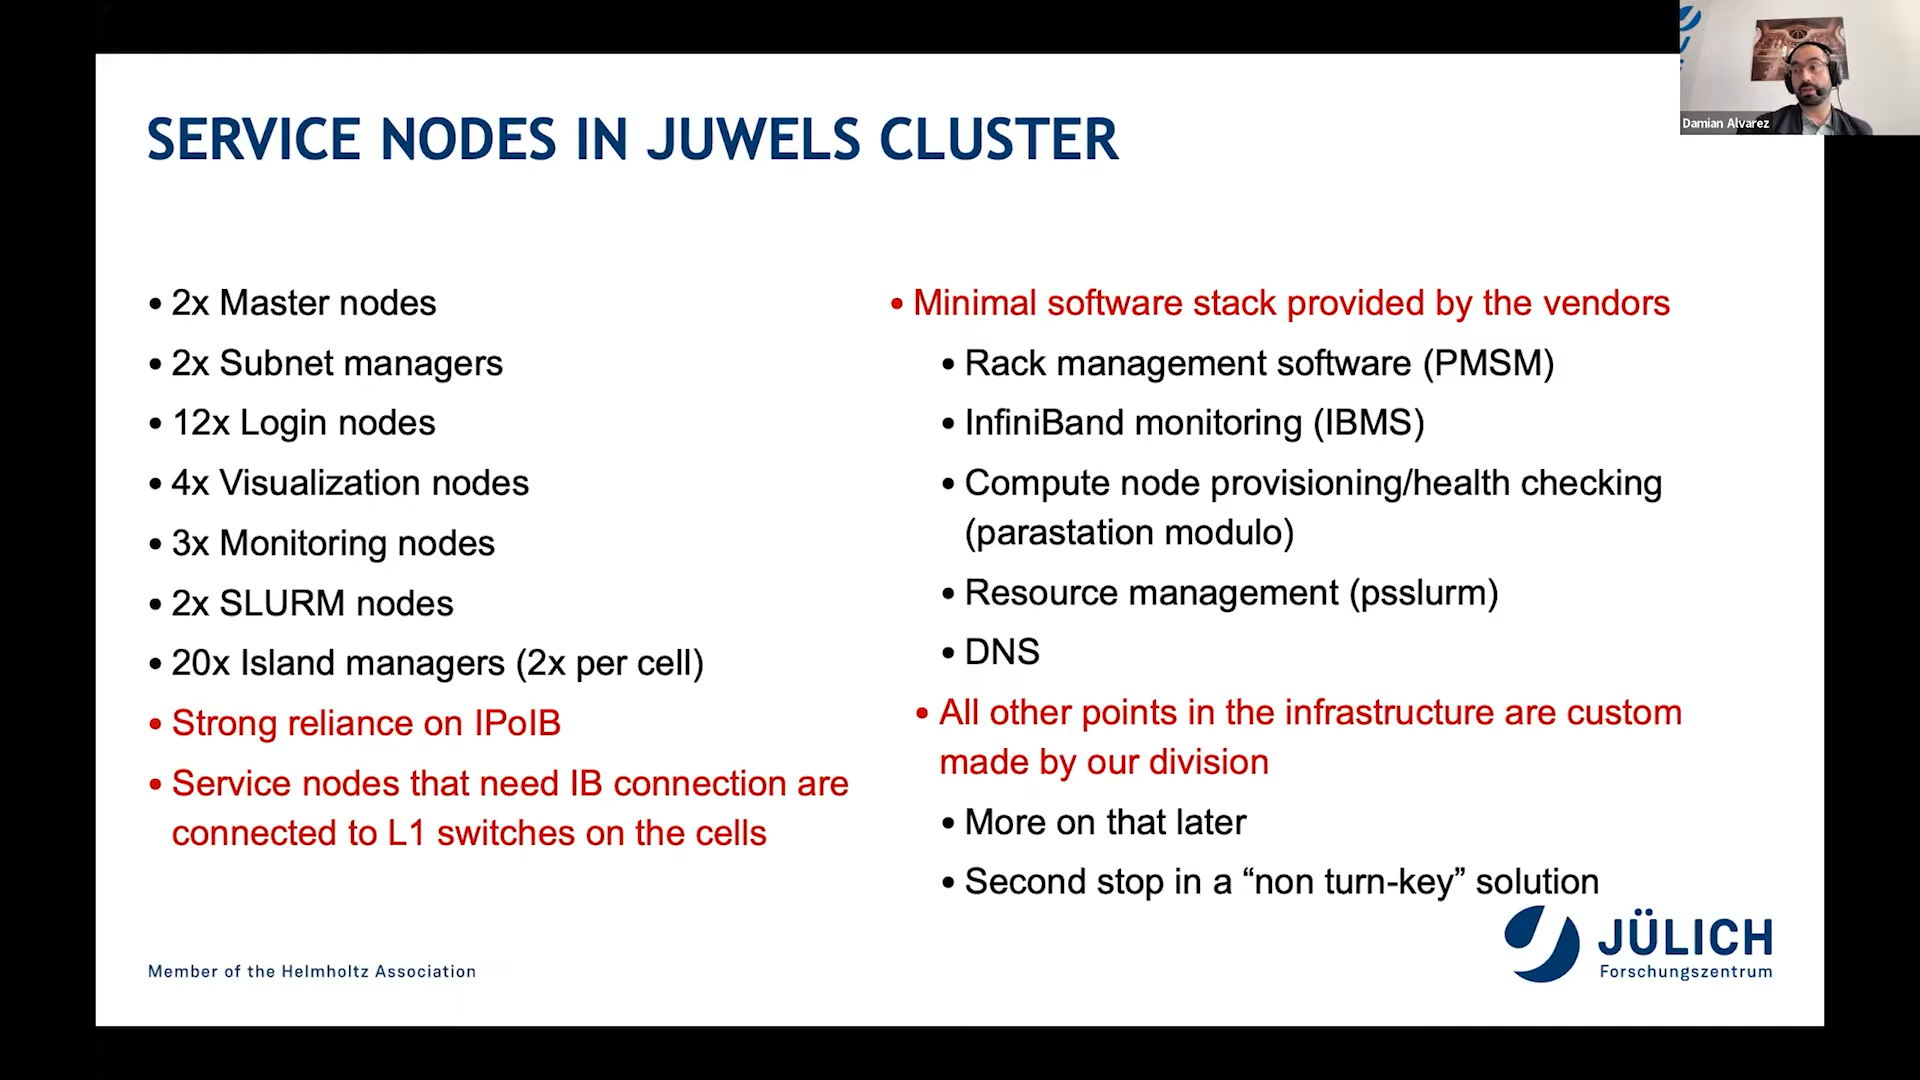 SERVICE NODES IN JUWELS CLUSTER
• 2x Master nodes
• 2x Subnet managers
• 12x Login nodes
• 4x Visualization nodes
• 3x Monitoring nodes
• 2x SLURM nodes
• 20x Island managers (2x per cell)
• Strong reliance on IPoIB
• Service nodes that need IB connection are
connected to L1 switches on the cells
• Minimal software stack provided by the vendors
• Rack management software (PMSM)
• InfiniBand monitoring (IBMS)
• Compute node provisioning/health checking
(parastation modulo)
• Resource management (psslurm)
• DNS
• All other points in the infrastructure are custom
made by our division
• More on that later
• Second stop in a “non turn-key” solution
Member of the Helmholtz Association
JÜLICH
Forschungszentrum
Damian Alvarez